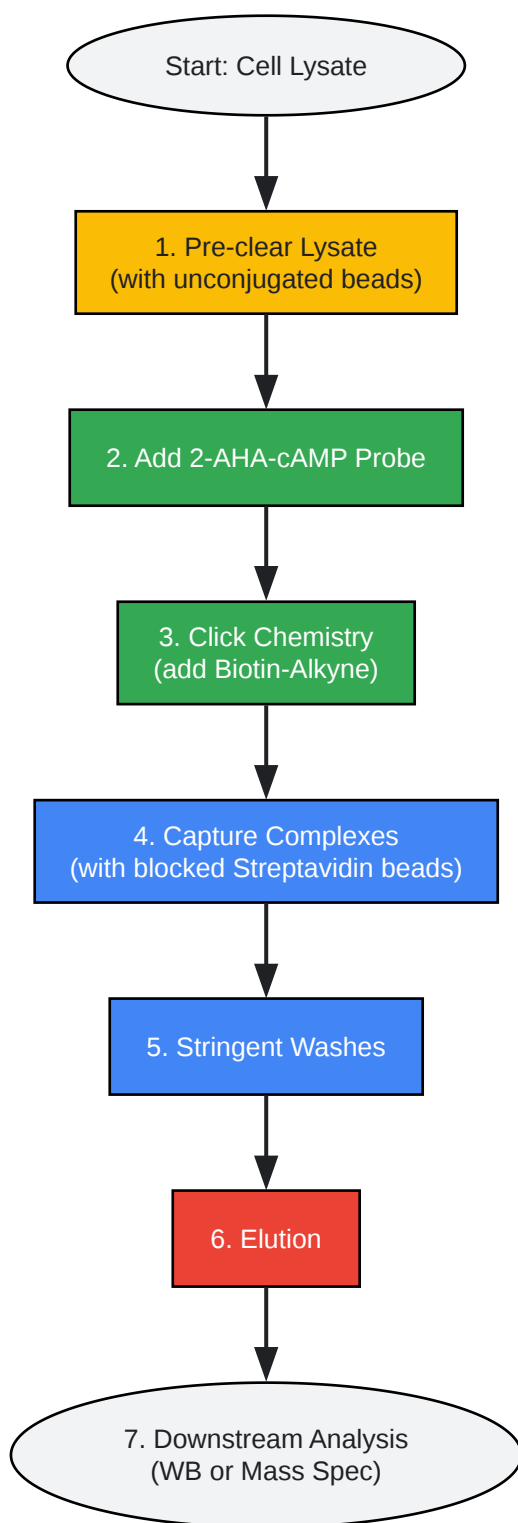 Start: Cell Lysate
1. Pre-clear Lysate
(with unconjugated beads)
2. Add 2-AHA-cAMP Probe
3. Click Chemistry
(add Biotin-Alkyne)
4. Capture Complexes
(with blocked Streptavidin beads)
5. Stringent Washes
6. Elution
7. Downstream Analysis
(WB or Mass Spec)